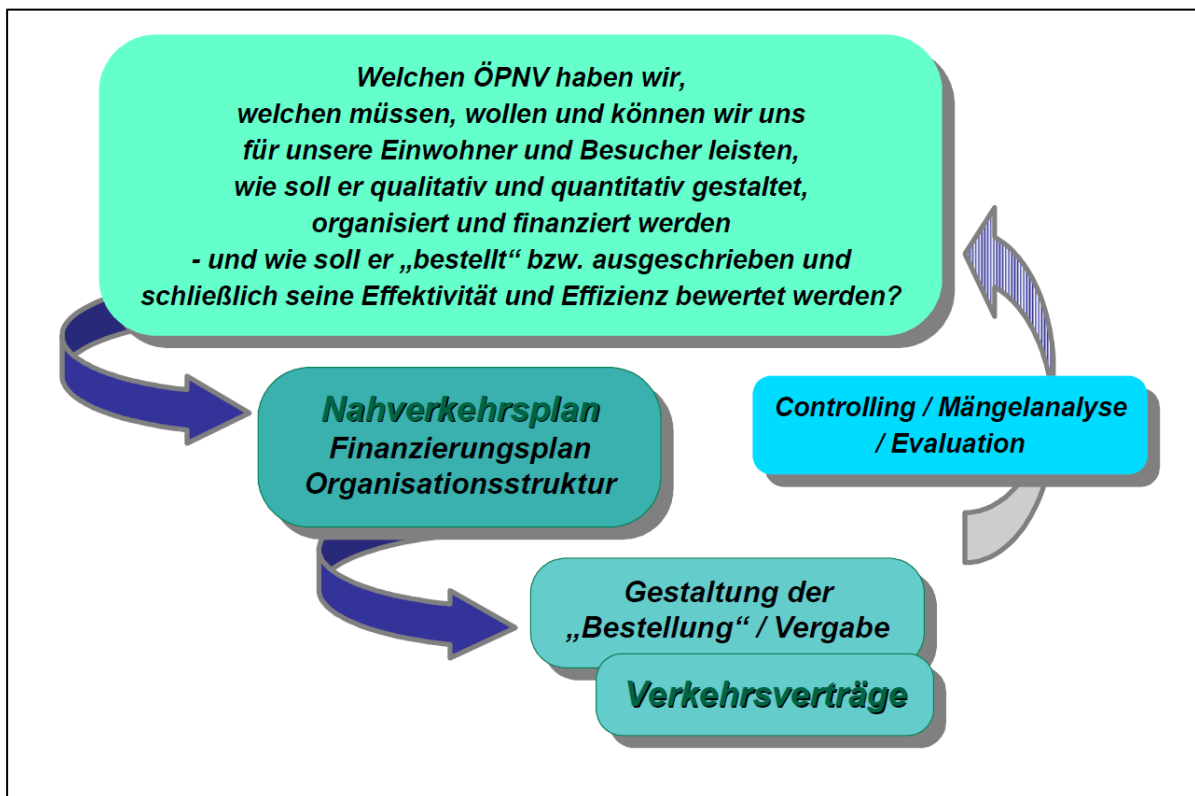 Welchen ÖPNV haben wir,
welchen müssen, wollen und können wir uns
für unsere Einwohner und Besucher leisten,
wie soll er qualitativ und quantitativ gestaltet,
organisiert und finanziert werden
- und wie soll er „bestellt“ bzw. ausgeschrieben und
schließlich seine Effektivität und Effizienz bewertet werden?
Nahverkehrsplan
Finanzierungsplan
Organisationsstruktur
Controlling / Mängelanalyse
/ Evaluation
Gestaltung der
„Bestellung“ / Vergabe
Verkehrsverträge